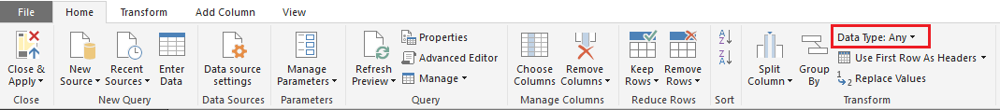 File Home Transform Add Column View
Close & Apply
New Source
Recent Sources
Enter Data
Data source settings
Manage Parameters
Refresh Preview
Properties
Advanced Editor
Manage
Choose Columns
Remove Columns
Keep Rows
Remove Rows
A
Z
Z
A
Split Column
Group By
Data Type: Any
Use First Row As Headers
1
2
Replace Values
Close New Query Data Sources Parameters Query Manage Columns Reduce Rows Sort Transform